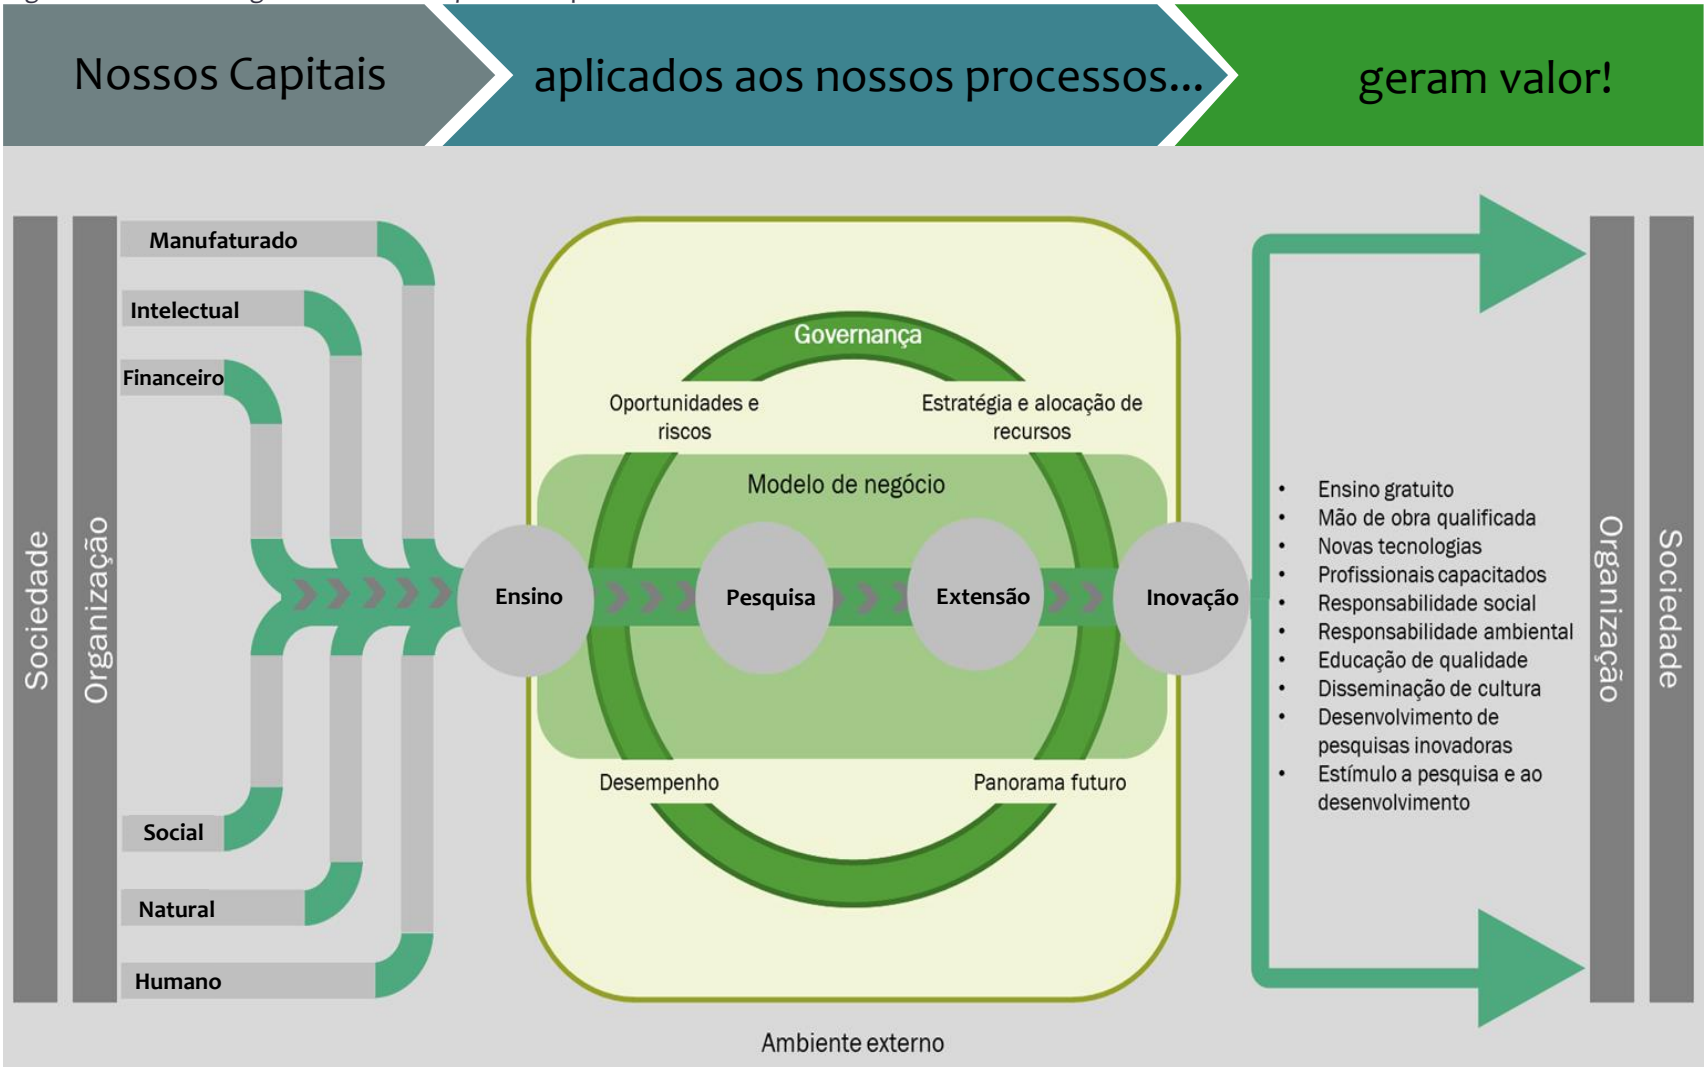 Nossos Capitais
aplicados aos nossos processos...
geram valor!
Sociedade
Organização
Manufaturado
Intelectual
Financeiro
Social
Natural
Humano
Governança
Oportunidades e
riscos
Estratégia e alocação de
recursos
Modelo de negócio
Ensino
Pesquisa
Extensão
Inovação
Desempenho
Panorama futuro
Ambiente externo
• Ensino gratuito
• Mão de obra qualificada
• Novas tecnologias
• Profissionais capacitados
• Responsabilidade social
• Responsabilidade ambiental
• Educação de qualidade
• Disseminação de cultura
• Desenvolvimento de
pesquisas inovadoras
• Estímulo a pesquisa e ao
desenvolvimento
Organização
Sociedade